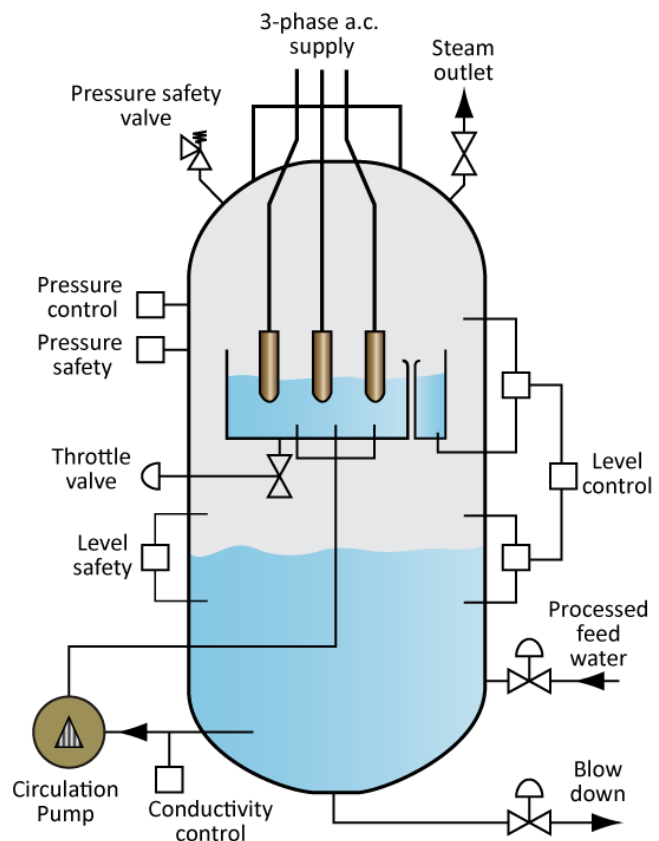 3-phase a.c.
supply
Steam
outlet
Pressure safety
valve
Pressure
control
Pressure
safety
Throttle
valve
Level
control
Level
safety
Processed
feed
water
Circulation
Pump
Conductivity
control
Blow
down